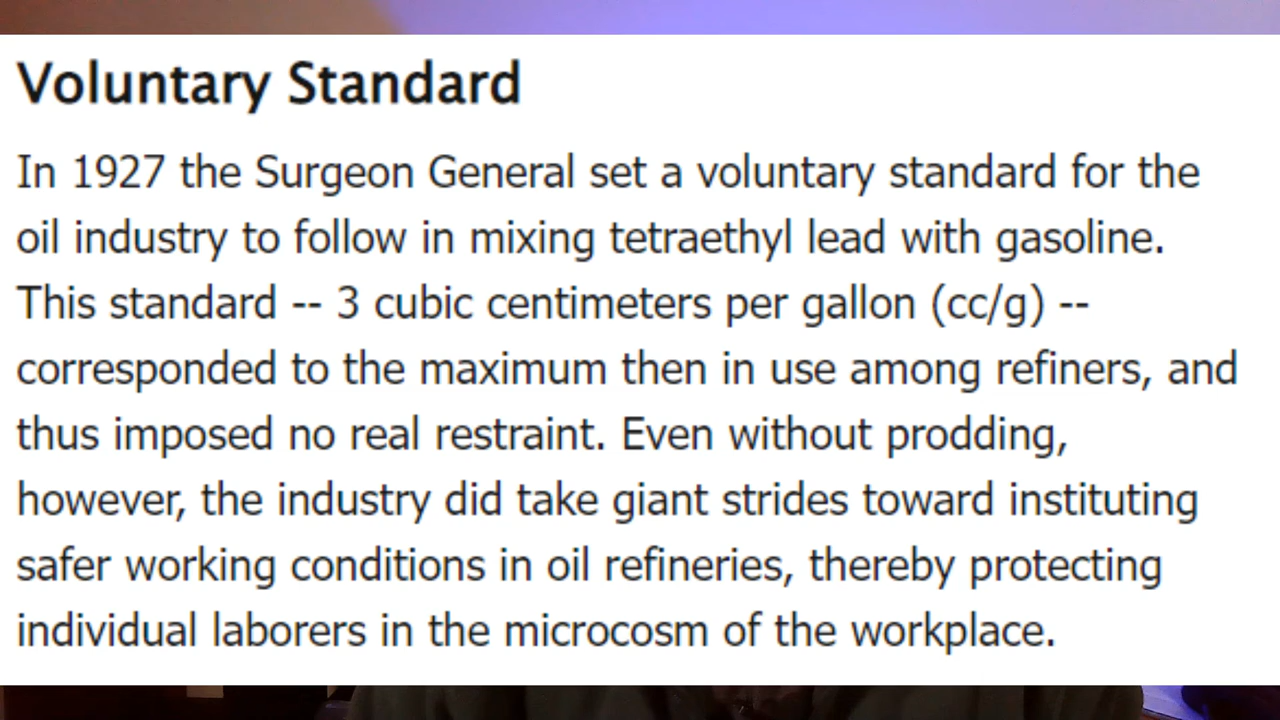 Voluntary Standard
In 1927 the Surgeon General set a voluntary standard for the
oil industry to follow in mixing tetraethyl lead with gasoline.
This standard -- 3 cubic centimeters per gallon (cc/g) --
corresponded to the maximum then in use among refiners, and
thus imposed no real restraint. Even without prodding,
however, the industry did take giant strides toward instituting
safer working conditions in oil refineries, thereby protecting
individual laborers in the microcosm of the workplace.